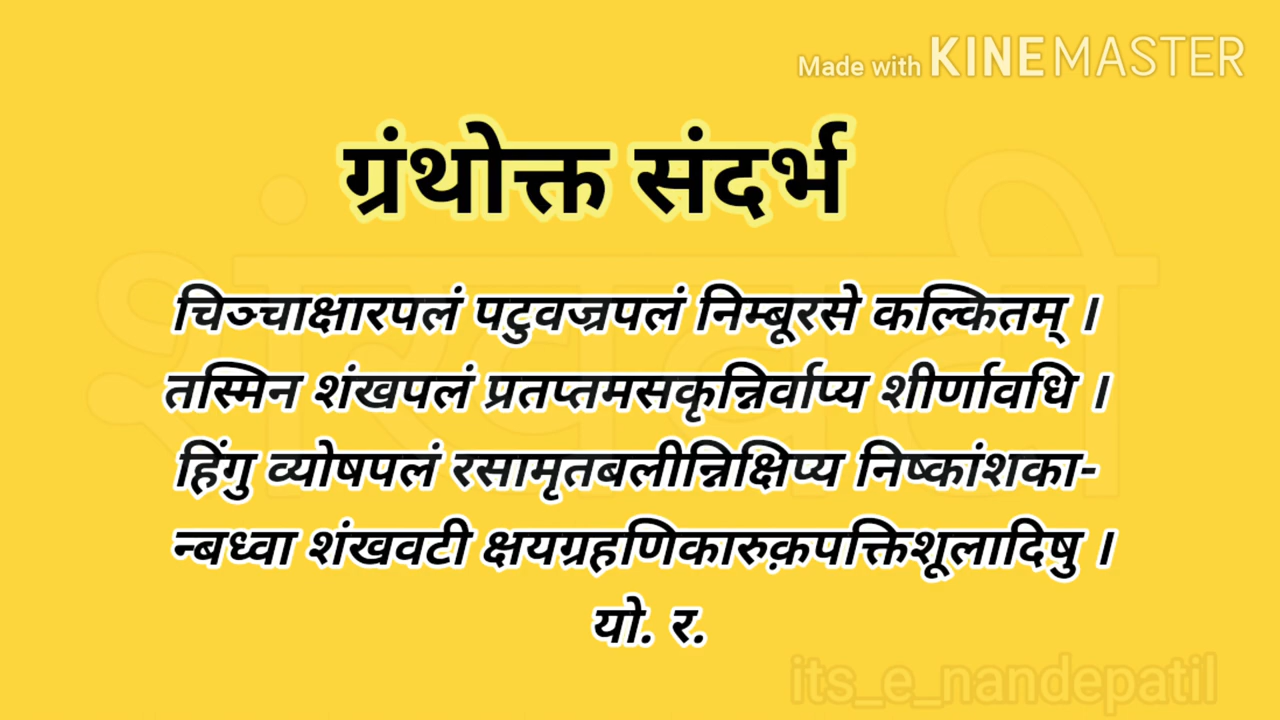 Made with KINEMASTER
ग्रंथोक्त संदर्भ
शंखवटी
चिञ्चाक्षारपलं पटुवज्रपलं निम्बूरसे कल्कितम् ।
तस्मिन शंखपलं प्रतप्तमसकृन्निर्वाप्य शीर्णावधि ।
हिंगु व्योषपलं रसामृतबलीन्निक्षिप्य निष्कांशका-
न्बध्वा शंखवटी क्षयग्रहणिकारुक़पक्तिशूलादिषु ।
यो. र.
its_e_nandepatil